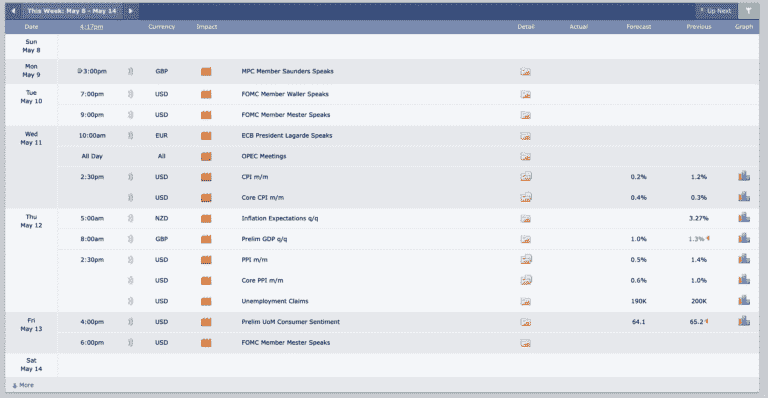 This Week: May 8 - May 14 Up Next
Date 4:17pm Currency Impact Detail Actual Forecast Previous Graph
Sun May 8
Mon May 9 3:00pm GBP MPC Member Saunders Speaks
Tue May 10 7:00pm USD FOMC Member Waller Speaks
9:00pm USD FOMC Member Mester Speaks
Wed May 11 10:00am EUR ECB President Lagarde Speaks
All Day All OPEC Meetings
2:30pm USD CPI m/m 0.2% 1.2%
USD Core CPI m/m 0.4% 0.3%
Thu May 12 5:00am NZD Inflation Expectations q/q 3.27%
8:00am GBP Prelim GDP q/q 1.0% 1.3%
2:30pm USD PPI m/m 0.5% 1.4%
USD Core PPI m/m 0.6% 1.0%
USD Unemployment Claims 190K 200K
Fri May 13 4:00pm USD Prelim UoM Consumer Sentiment 64.1 65.2
6:00pm USD FOMC Member Mester Speaks
Sat May 14
More